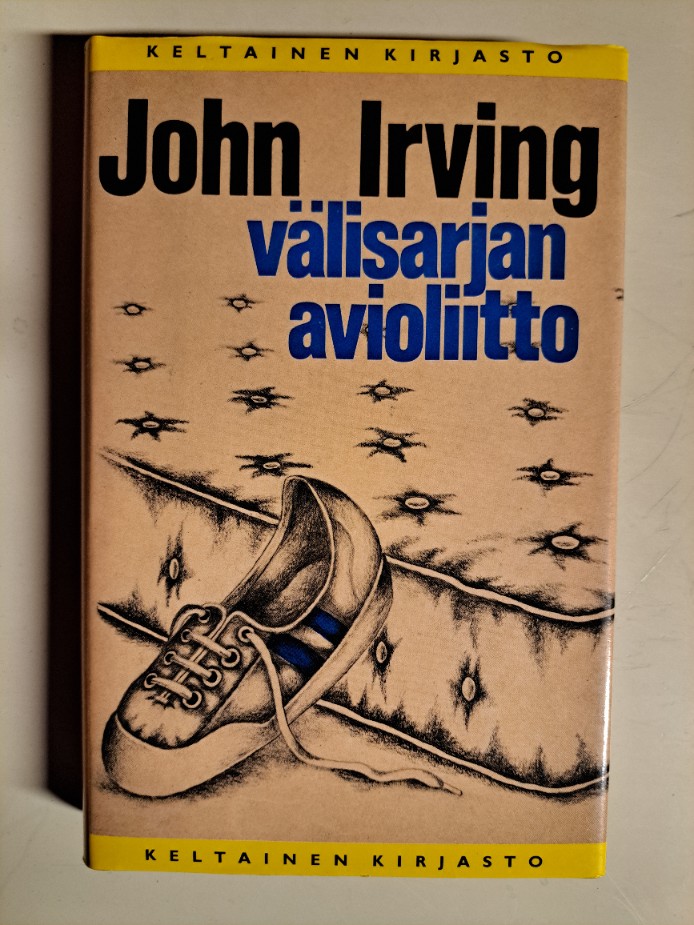 KELTAINEN KIRJASTO
John Irving
välisarjan
avioliitto
KELTAINEN KIRJASTO